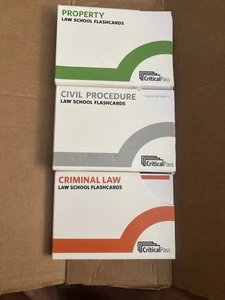 PROPERTY
LAW SCHOOL FLASHCARDS
CriticalPass
CIVIL PROCEDURE
LAW SCHOOL FLASHCARDS
CriticalPass
CRIMINAL LAW
LAW SCHOOL FLASHCARDS
CriticalPass